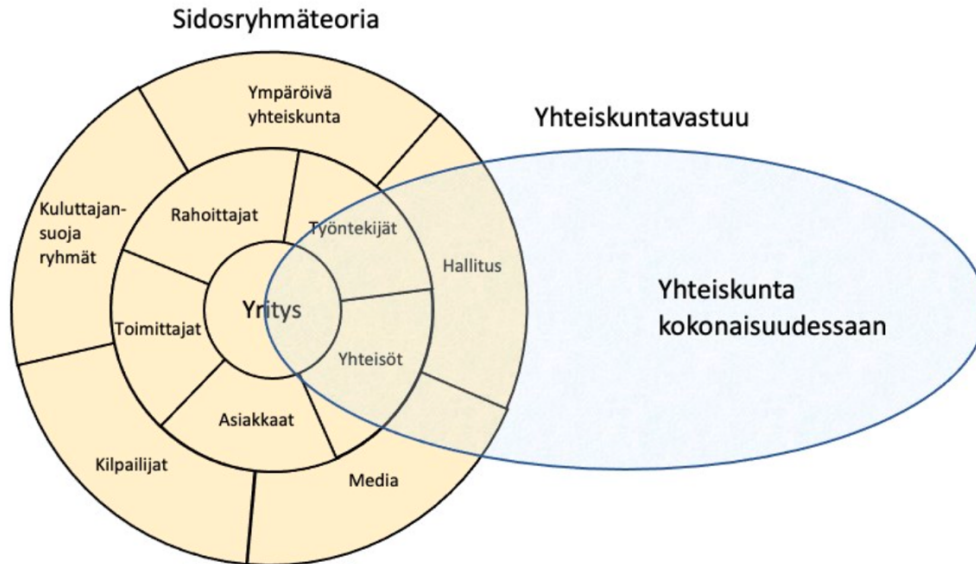 Sidosryhmäteoria
Ympäröivä
yhteiskunta
Yhteiskuntavastuu
Kuluttajan-
suoja
ryhmät
Rahoittajat
Työntekijät
Hallitus
Yritys
Yhteiskunta
kokonaisuudessaan
Toimittajat
Yhteisöt
Asiakkaat
Kilpailijat
Media